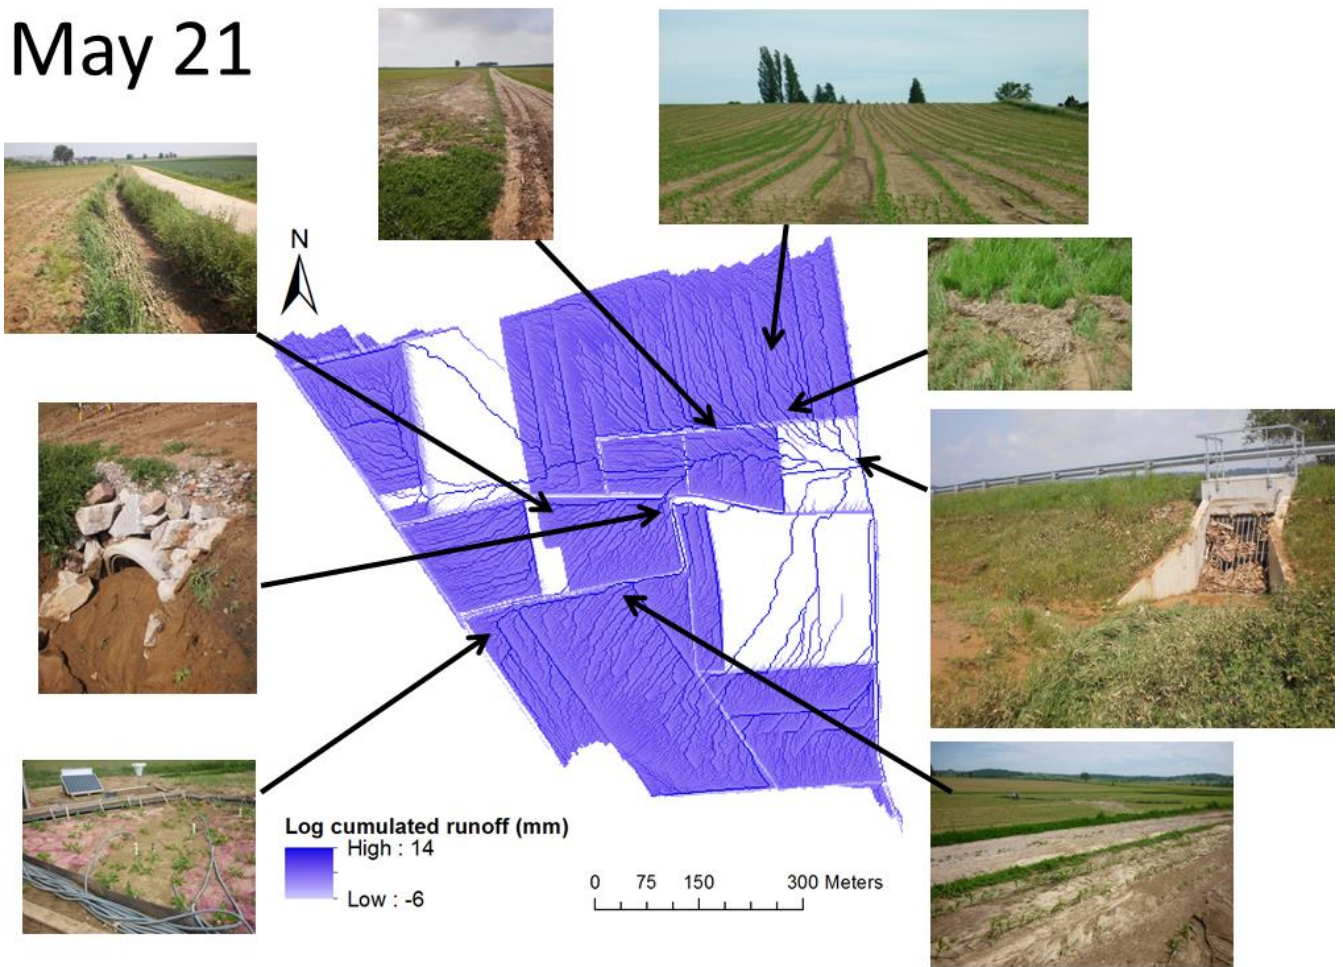 May 21
N
Log cumulated runoff (mm)
High : 14
Low : -6
0 75 150 300 Meters